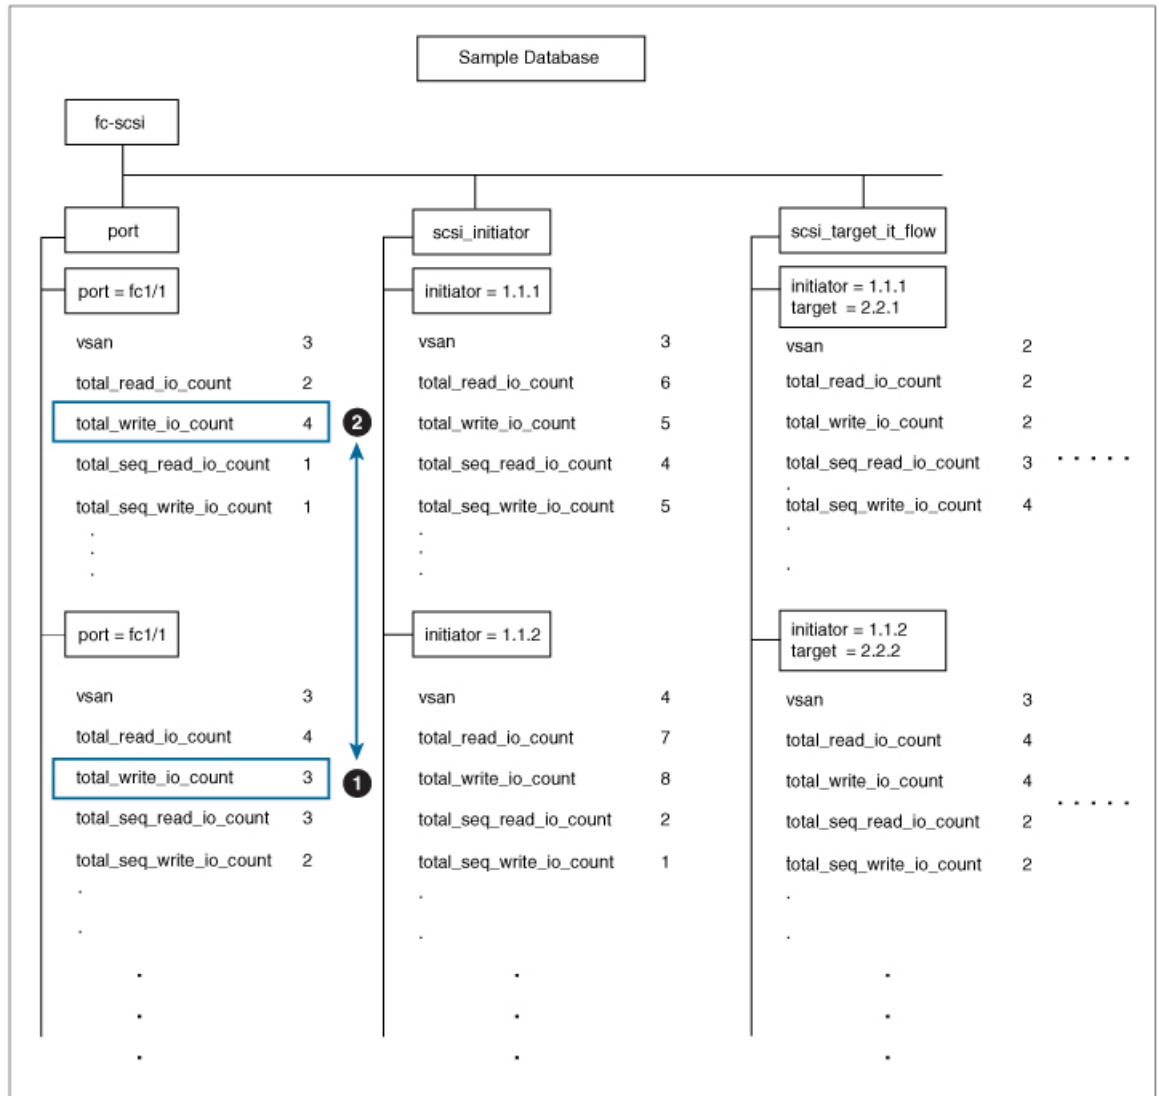 Sample Database
fc-scsi
port
port = fc1/1
vsan 3
total_read_io_count 2
total_write_io_count 4
total_seq_read_io_count 1
total_seq_write_io_count 1
port = fc1/1
vsan 3
total_read_io_count 4
total_write_io_count 3
total_seq_read_io_count 3
total_seq_write_io_count 2
2
1
scsi_initiator
initiator = 1.1.1
vsan 3
total_read_io_count 6
total_write_io_count 5
total_seq_read_io_count 4
total_seq_write_io_count 5
initiator = 1.1.2
vsan 4
total_read_io_count 7
total_write_io_count 8
total_seq_read_io_count 2
total_seq_write_io_count 1
scsi_target_it_flow
initiator = 1.1.1
target = 2.2.1
vsan 2
total_read_io_count 2
total_write_io_count 2
total_seq_read_io_count 3
total_seq_write_io_count 4
initiator = 1.1.2
target = 2.2.2
vsan 3
total_read_io_count 4
total_write_io_count 4
total_seq_read_io_count 2
total_seq_write_io_count 2